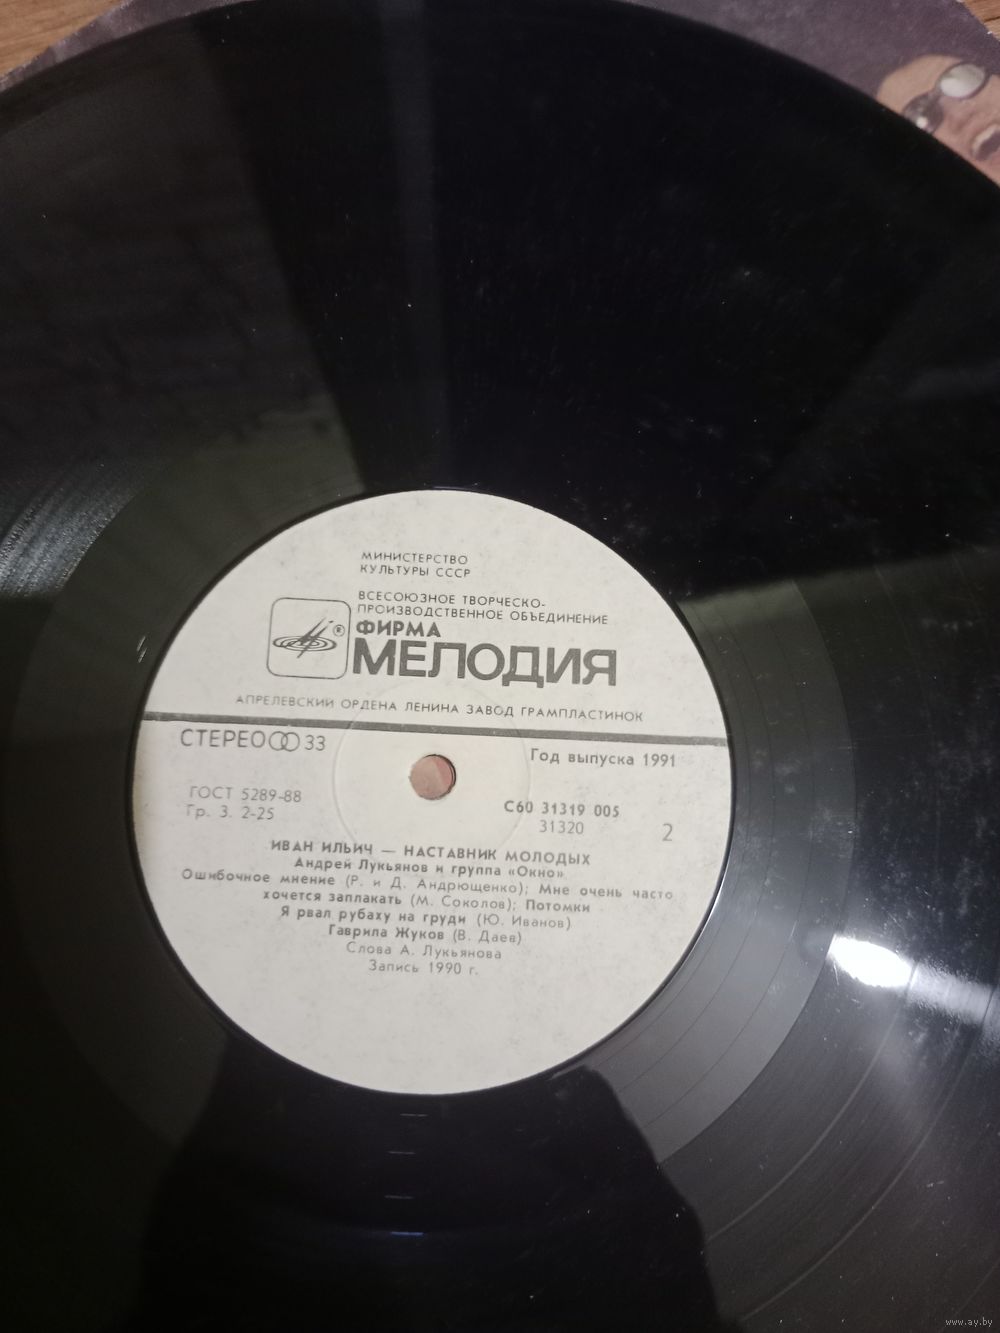 МИНИСТЕРСТВО
КУЛЬТУРЫ СССР
ВСЕСОЮЗНОЕ ТВОРЧЕСКО-
ПРОИЗВОДСТВЕННОЕ ОБЪЕДИНЕНИЕ
®
ФИРМА
МЕЛОДИЯ
АПРЕЛЕВСКИЙ ОРДЕНА ЛЕНИНА ЗАВОД ГРАМПЛАСТИНОК
СТЕРЕО 33
Год выпуска 1991
ГОСТ 5289-88
Гр. 3. 2-25
С60 31319 005
31320
2
ИВАН ИЛЬИЧ — НАСТАВНИК МОЛОДЫХ
Андрей Лукьянов и группа «Окно»
Ошибочное мнение (Р. и Д. Андрющенко); Мне очень часто
хочется заплакать (М. Соколов); Потомки
Я рвал рубаху на груди (Ю. Иванов)
Гаврила Жуков (В. Даев)
Слова А. Лукьянова
Запись 1990 г.
www.ay.by